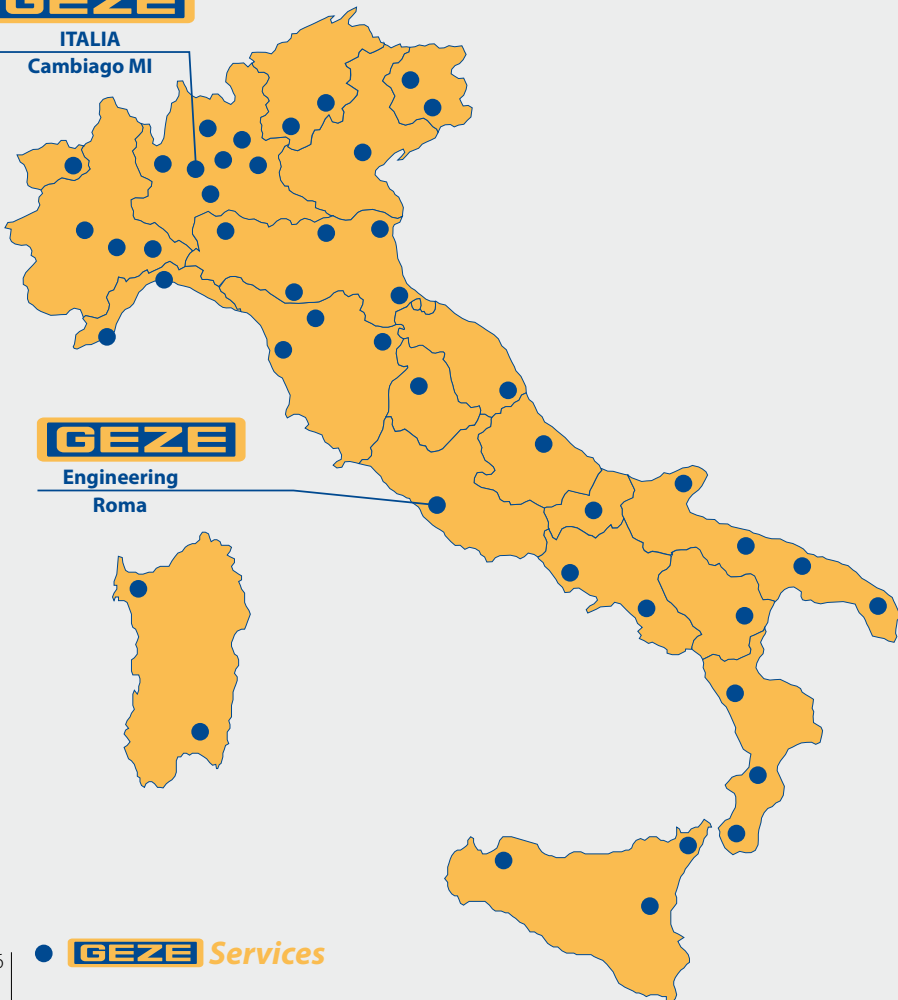 GEZE
ITALIA
Cambiago MI
GEZE
Engineering
Roma
GEZE Services